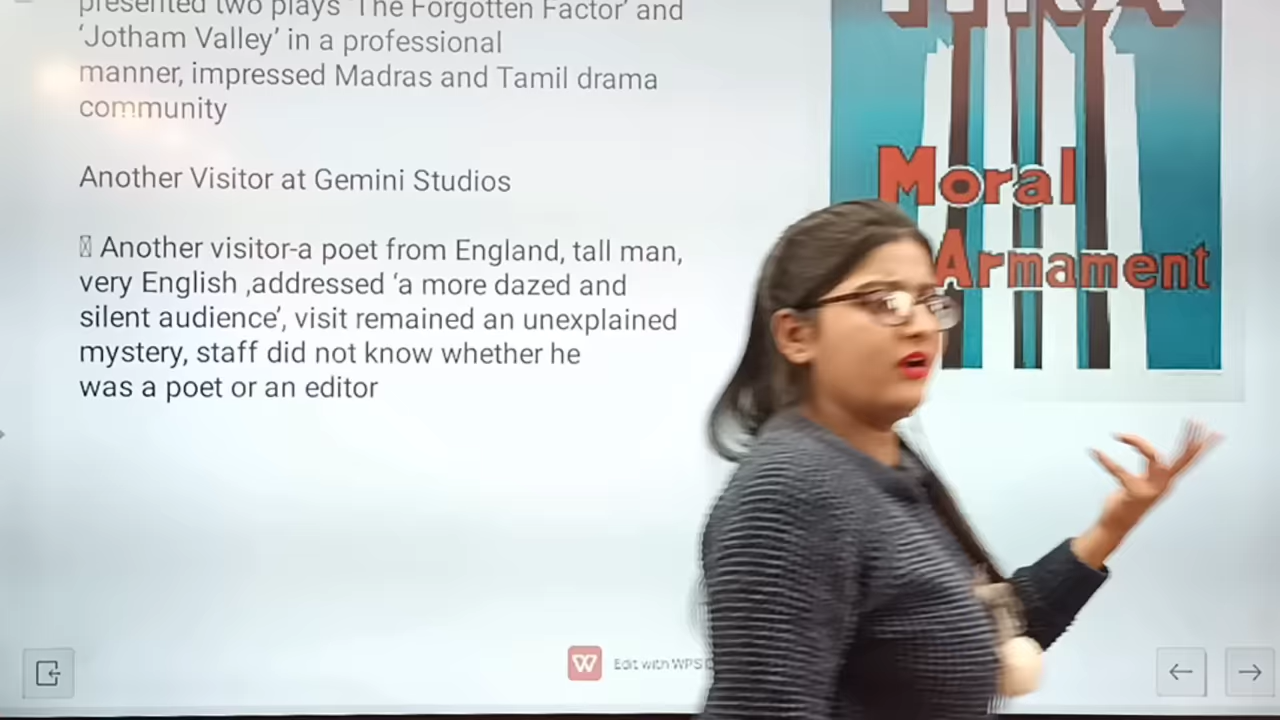 presented two plays 'The Forgotten Factor' and
'Jotham Valley' in a professional
manner, impressed Madras and Tamil drama
community
Another Visitor at Gemini Studios
Another visitor-a poet from England, tall man,
very English ,addressed 'a more dazed and
silent audience', visit remained an unexplained
mystery, staff did not know whether he
was a poet or an editor
Moral
Armament
Edit with WPS